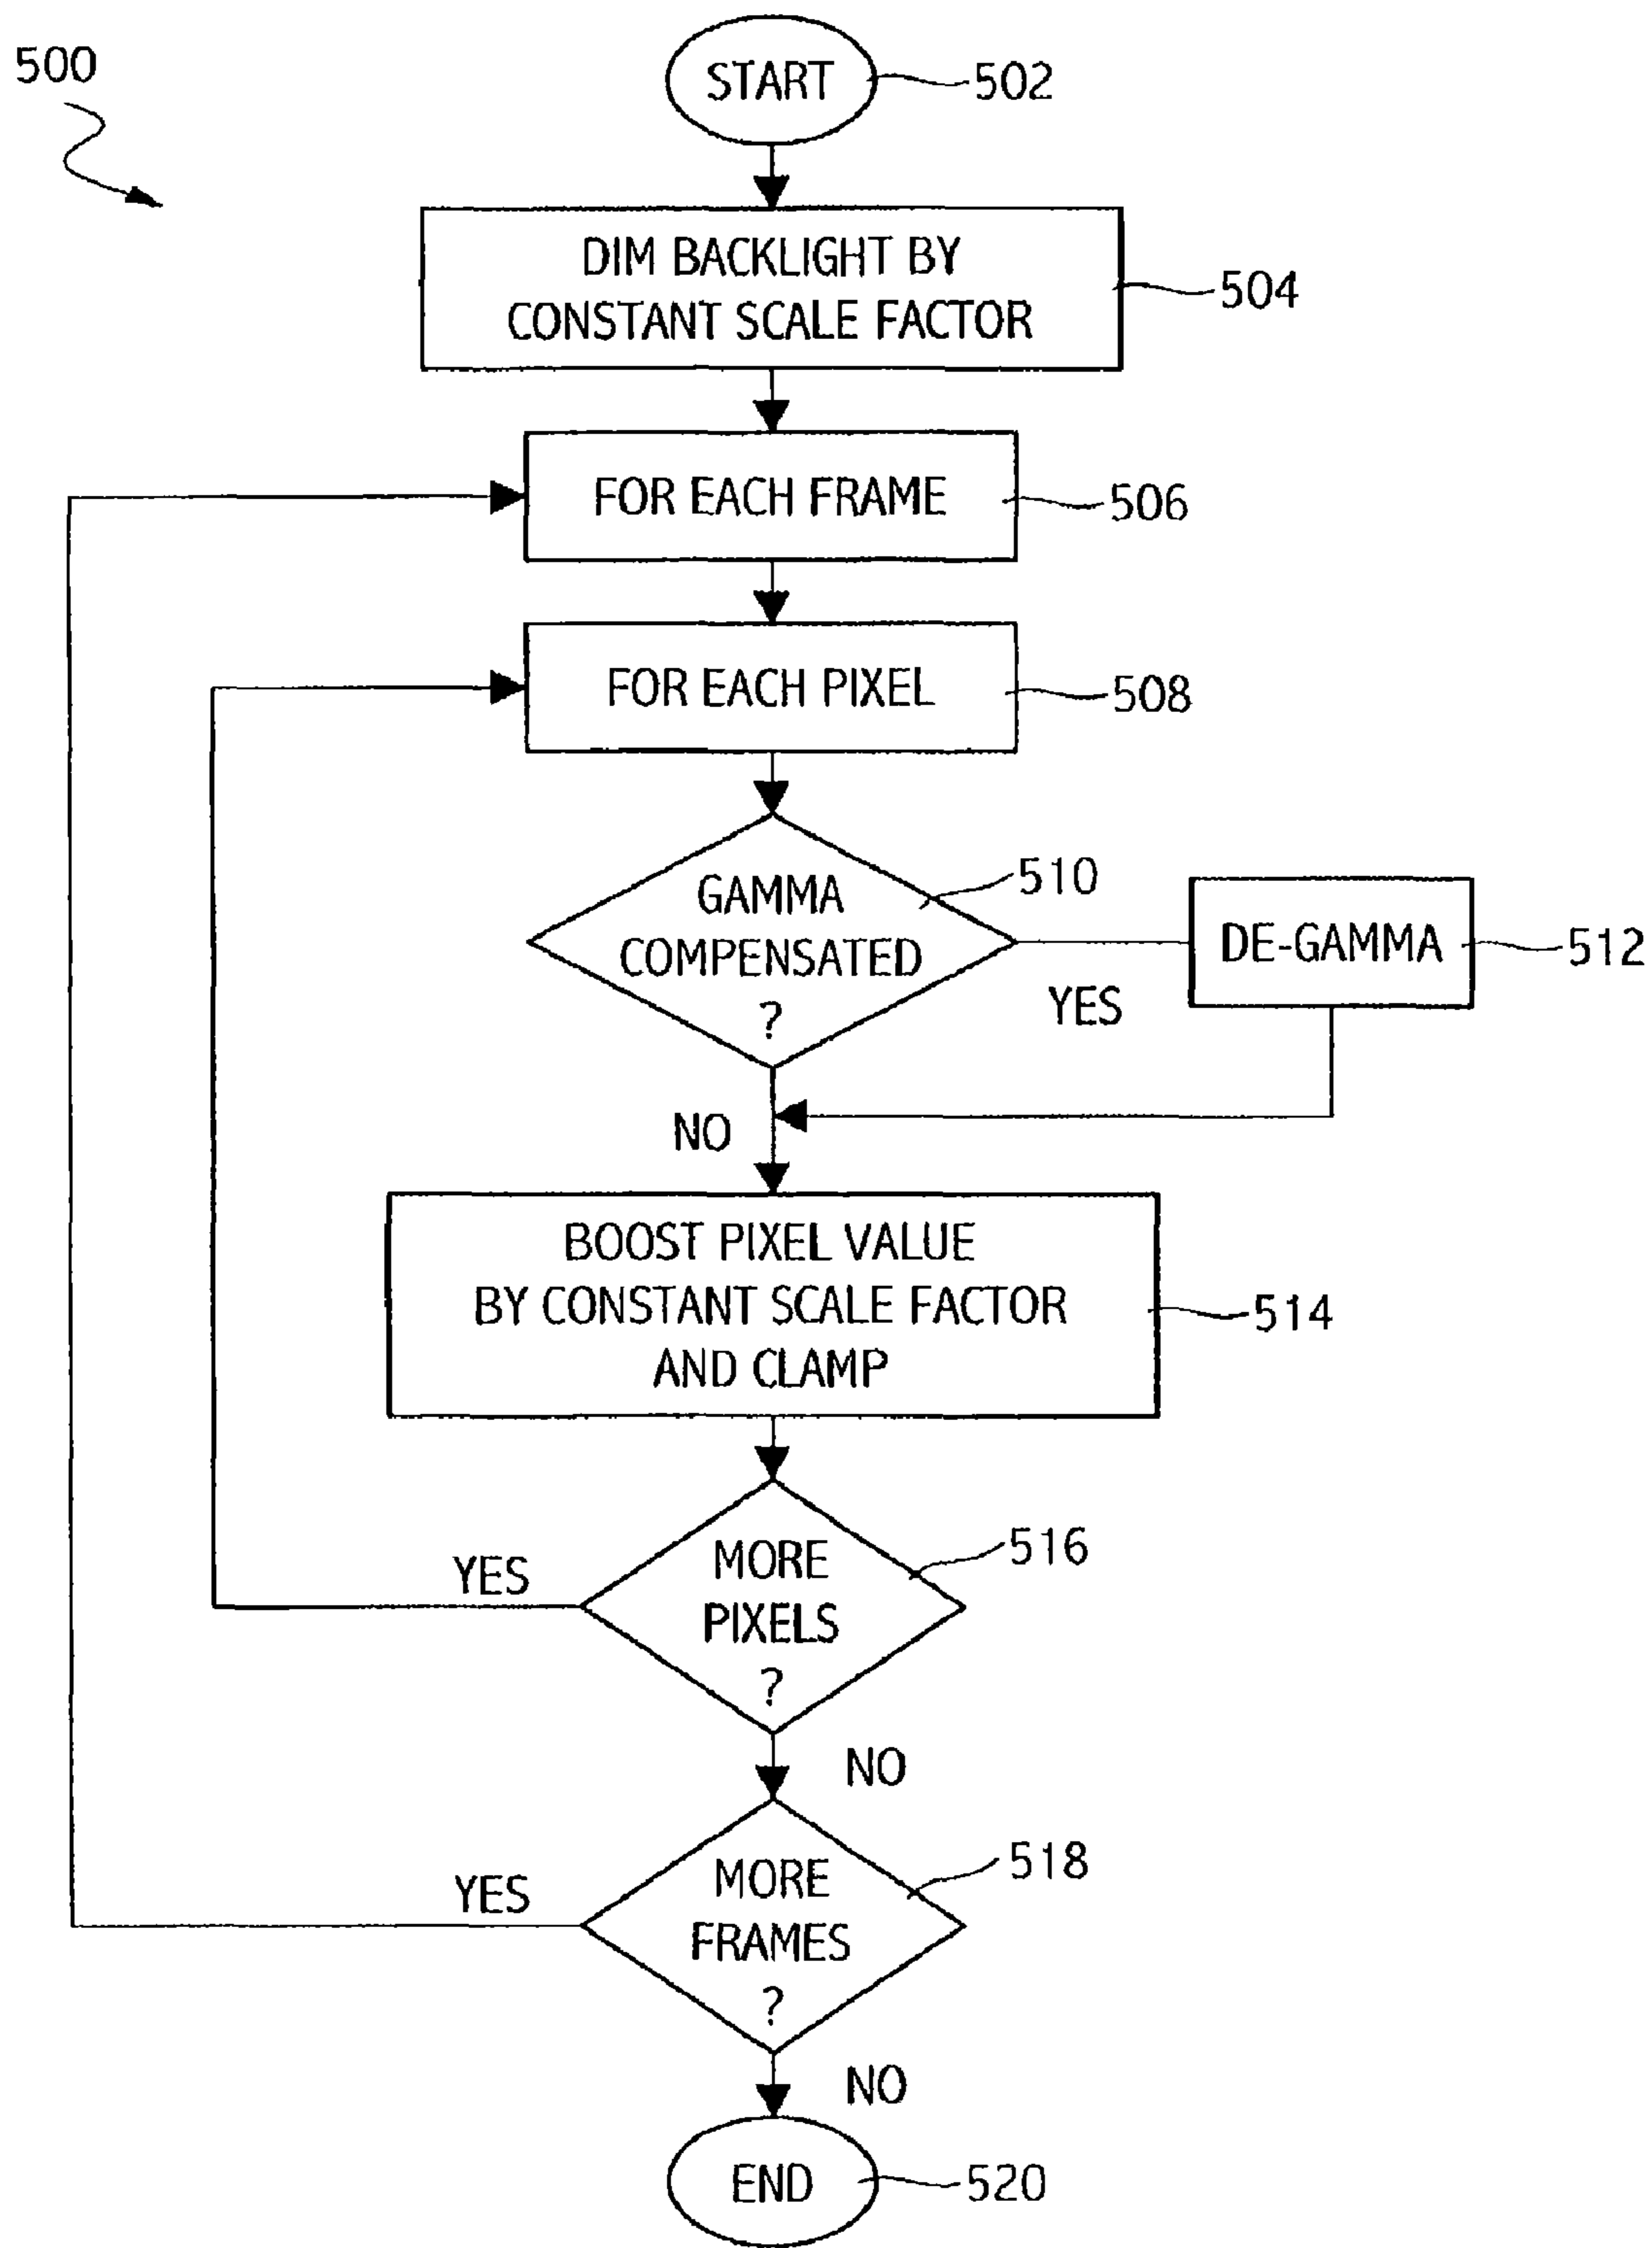 500
START
502
DIM BACKLIGHT BY
CONSTANT SCALE FACTOR
504
FOR EACH FRAME
506
FOR EACH PIXEL
508
GAMMA
COMPENSATED
?
510
YES
DE-GAMMA
512
NO
BOOST PIXEL VALUE
BY CONSTANT SCALE FACTOR
AND CLAMP
514
MORE
PIXELS
?
516
YES
NO
MORE
FRAMES
?
518
YES
NO
END
520